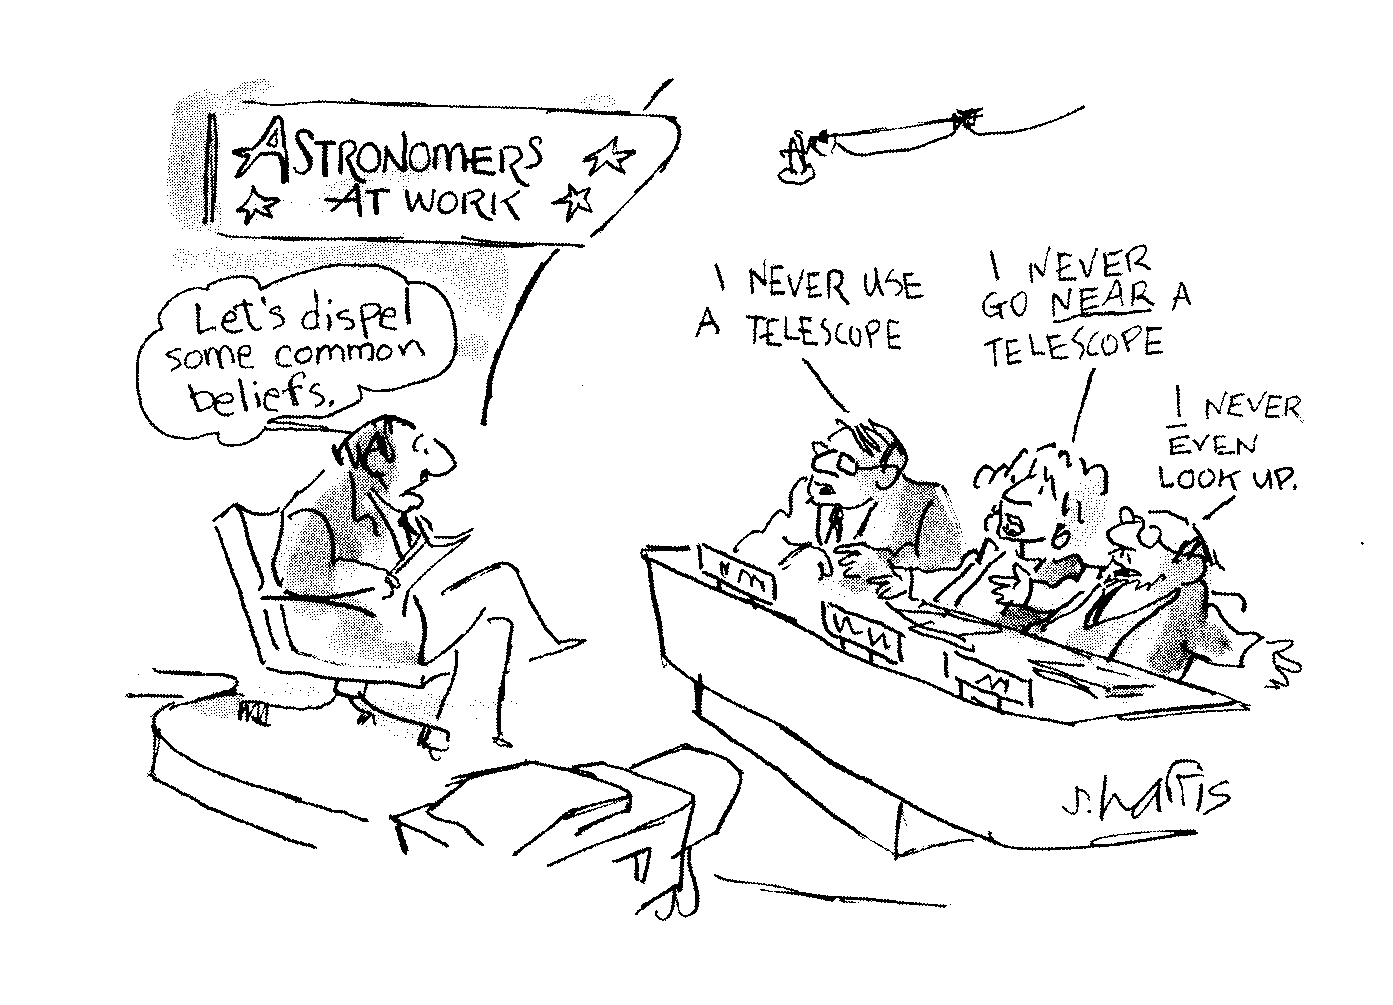 ASTRONOMERS
AT WORK
Let's dispel
some common
beliefs.
I NEVER USE
A TELESCOPE
I NEVER
GO NEAR A
TELESCOPE
I NEVER
EVEN
LOOK UP.
S. Harris